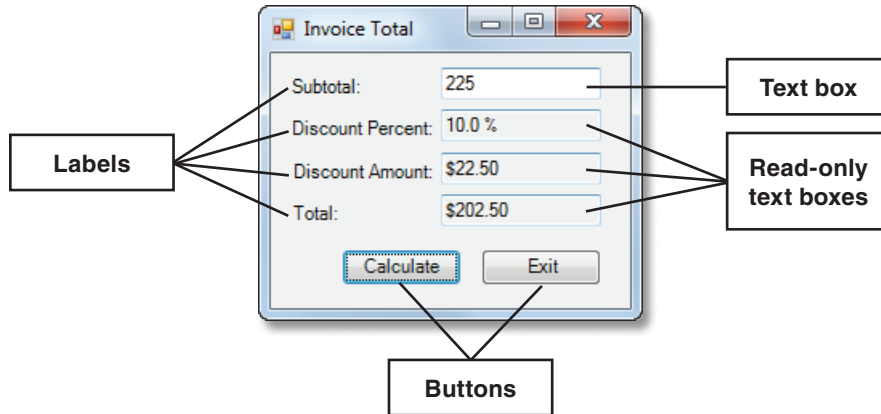 Invoice Total
Subtotal: 225
Text box
Discount Percent: 10.0 %
Labels
Discount Amount: $22.50
Read-only
text boxes
Total: $202.50
Calculate Exit
Buttons